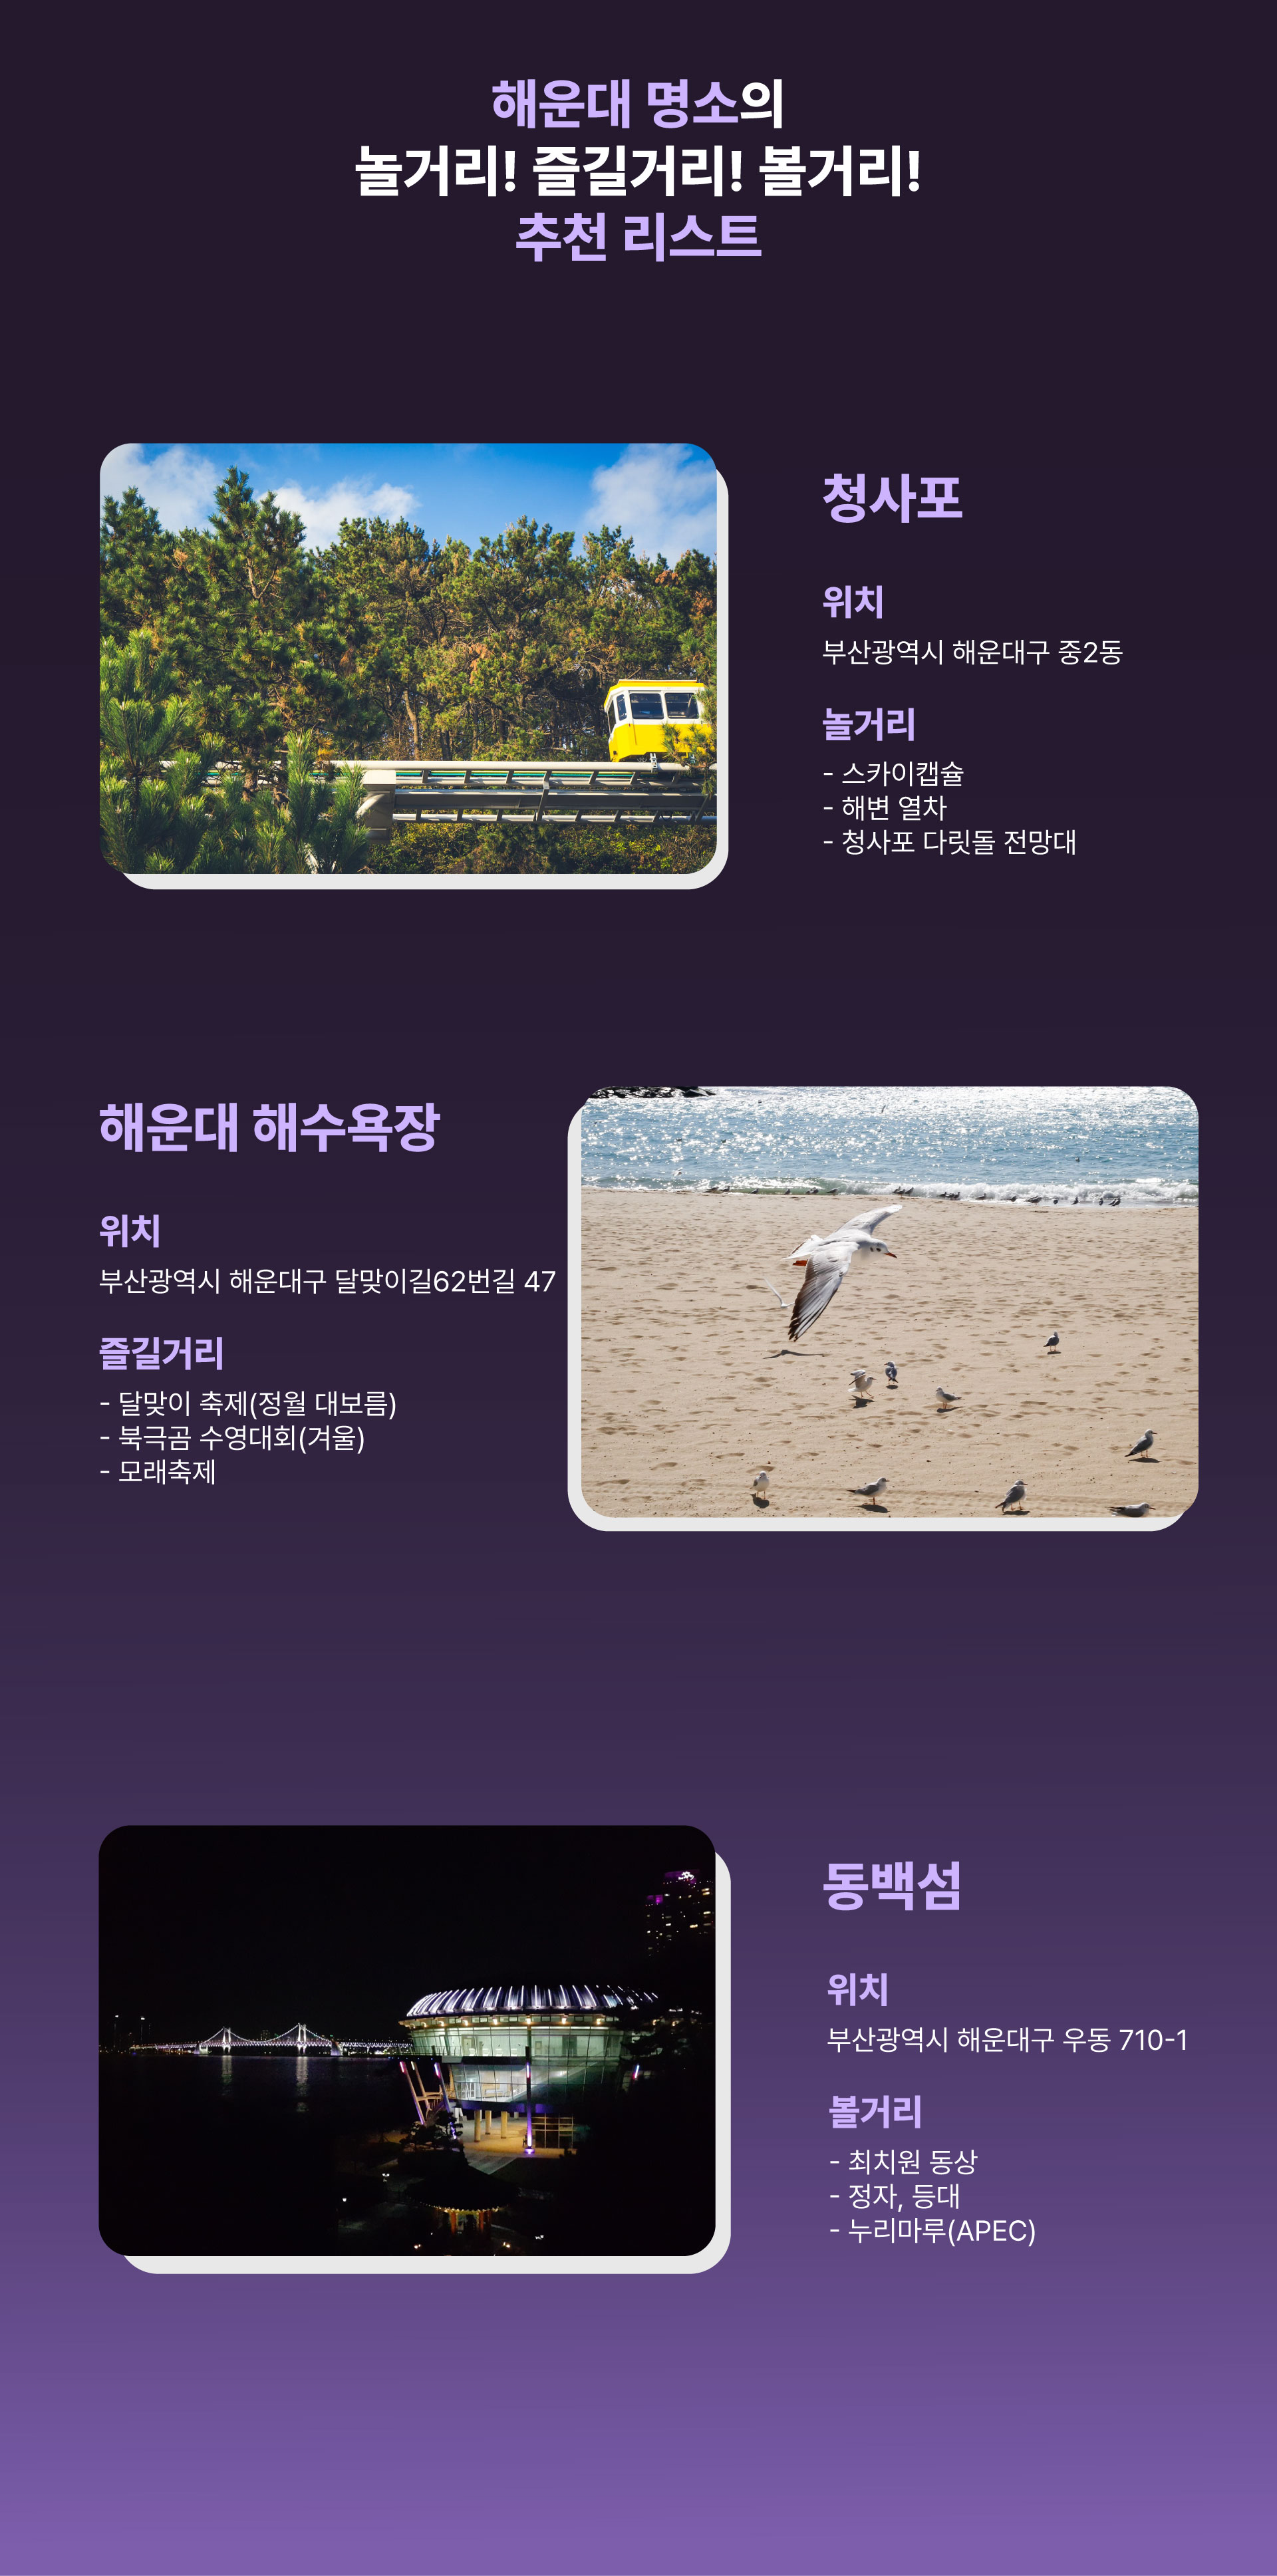 해운대 명소의
놀거리! 즐길거리! 볼거리!
추천 리스트
청사포
위치
부산광역시 해운대구 중2동
놀거리
- 스카이캡슐
- 해변 열차
- 청사포 다릿돌 전망대
해운대 해수욕장
위치
부산광역시 해운대구 달맞이길62번길 47
즐길거리
- 달맞이 축제(정월 대보름)
- 북극곰 수영대회(겨울)
- 모래축제
동백섬
위치
부산광역시 해운대구 우동 710-1
볼거리
- 최치원 동상
- 정자, 등대
- 누리마루(APEC)